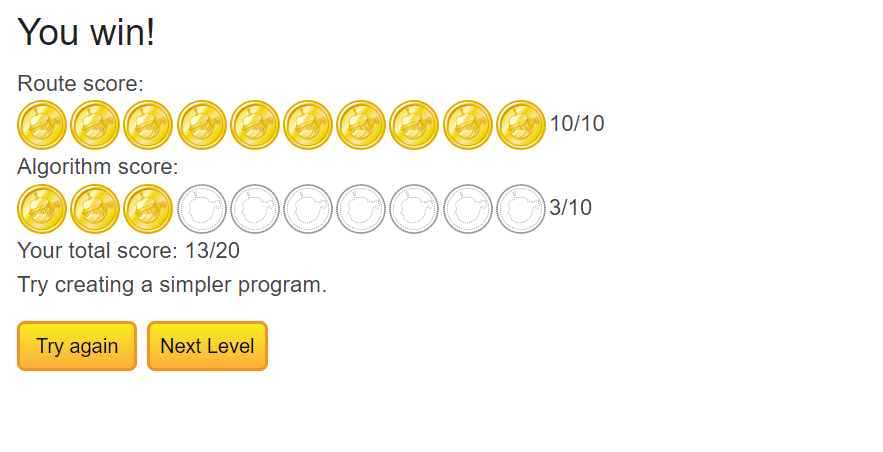 You win!
Route score:
10/10
Algorithm score:
3/10
Your total score: 13/20
Try creating a simpler program.
Try again
Next Level